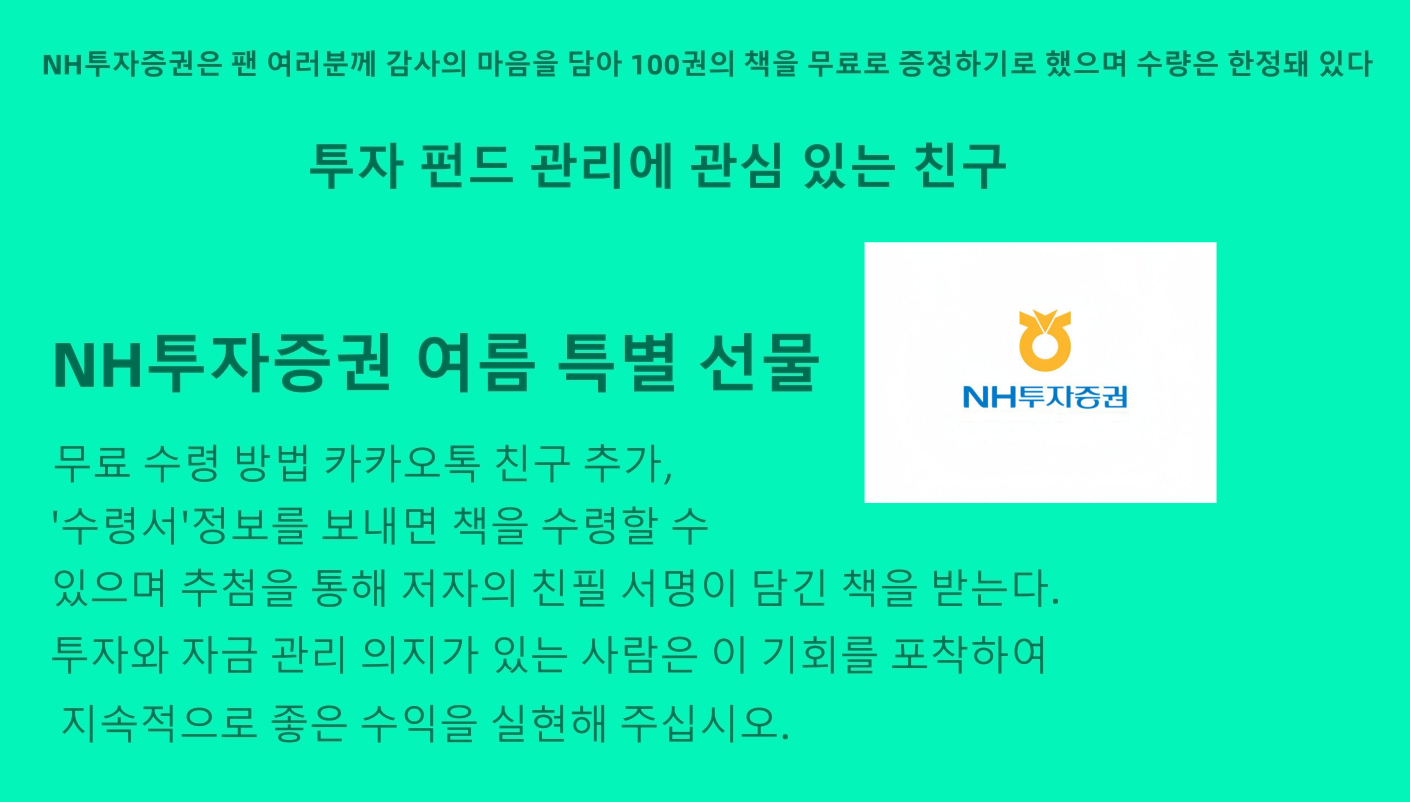 NH투자증권은 팬 여러분께 감사의 마음을 담아 100권의 책을 무료로 증정하기로 했으며 수량은 한정돼 있다
투자 펀드 관리에 관심 있는 친구
NH투자증권 여름 특별 선물
NH투자증권
무료 수령 방법 카카오톡 친구 추가,
'수령서'정보를 보내면 책을 수령할 수
있으며 추첨을 통해 저자의 친필 서명이 담긴 책을 받는다.
투자와 자금 관리 의지가 있는 사람은 이 기회를 포착하여
지속적으로 좋은 수익을 실현해 주십시오.